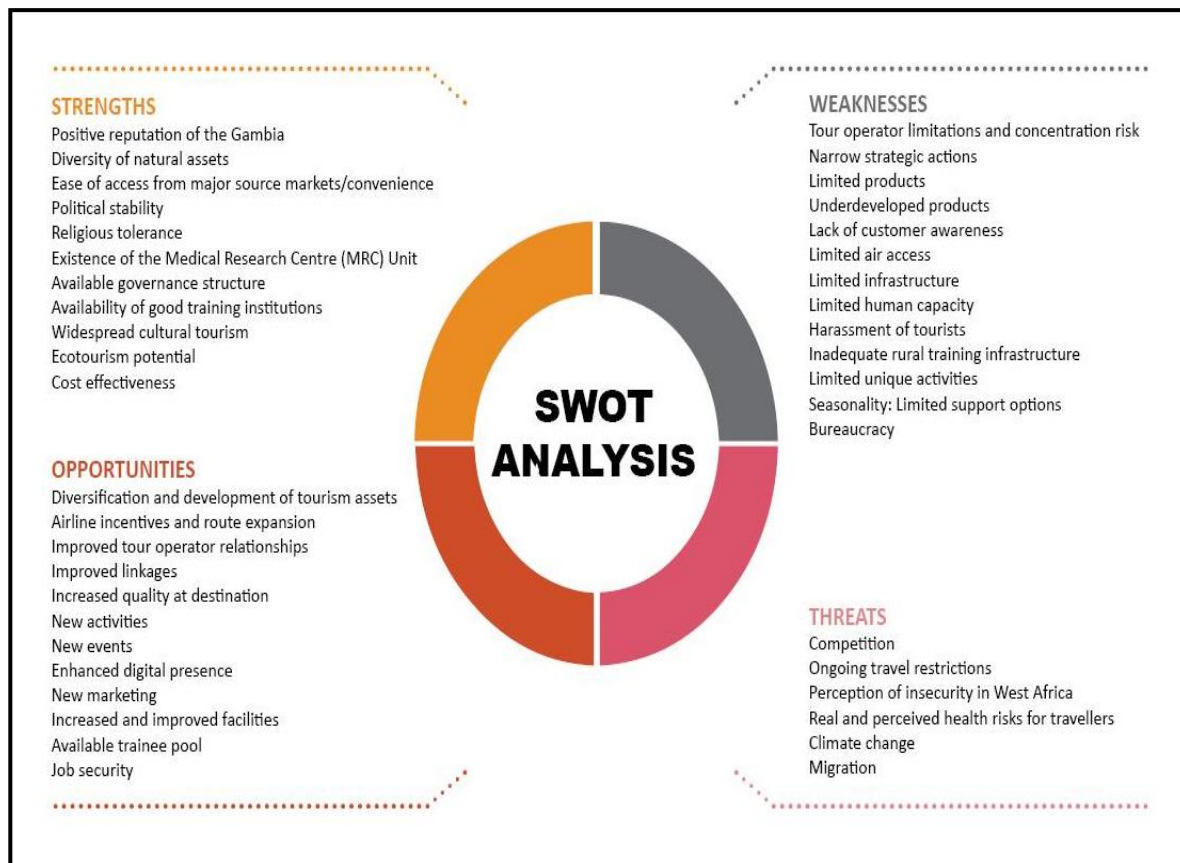 STRENGTHS
Positive reputation of the Gambia
Diversity of natural assets
Ease of access from major source markets/convenience
Political stability
Religious tolerance
Existence of the Medical Research Centre (MRC) Unit
Available governance structure
Availability of good training institutions
Widespread cultural tourism
Ecotourism potential
Cost effectiveness
WEAKNESSES
Tour operator limitations and concentration risk
Narrow strategic actions
Limited products
Underdeveloped products
Lack of customer awareness
Limited air access
Limited infrastructure
Limited human capacity
Harassment of tourists
Inadequate rural training infrastructure
Limited unique activities
Seasonality: Limited support options
Bureaucracy
SWOT
ANALYSIS
OPPORTUNITIES
Diversification and development of tourism assets
Airline incentives and route expansion
Improved tour operator relationships
Improved linkages
Increased quality at destination
New activities
New events
Enhanced digital presence
New marketing
Increased and improved facilities
Available trainee pool
Job security
THREATS
Competition
Ongoing travel restrictions
Perception of insecurity in West Africa
Real and perceived health risks for travellers
Climate change
Migration